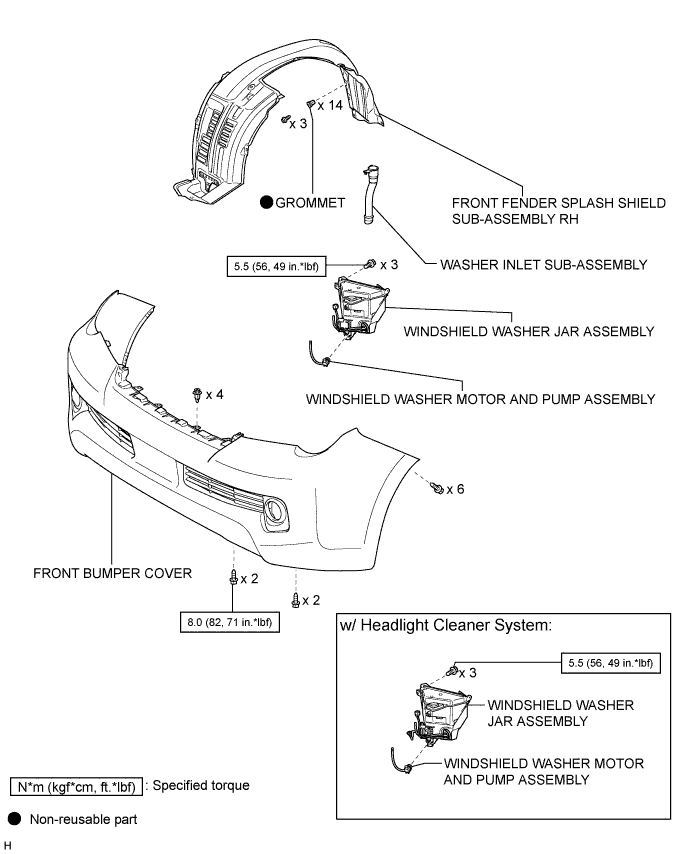 x 14
x 3
●GROMMET
FRONT FENDER SPLASH SHIELD
SUB-ASSEMBLY RH
5.5 (56, 49 in.*lbf)
x 3
WASHER INLET SUB-ASSEMBLY
WINDSHIELD WASHER JAR ASSEMBLY
x 4
WINDSHIELD WASHER MOTOR AND PUMP ASSEMBLY
x 6
FRONT BUMPER COVER
x 2
x 2
8.0 (82, 71 in.*lbf)
w/ Headlight Cleaner System:
5.5 (56, 49 in.*lbf)
x 3
WINDSHIELD WASHER
JAR ASSEMBLY
WINDSHIELD WASHER MOTOR
AND PUMP ASSEMBLY
N*m (kgf*cm, ft.*lbf) : Specified torque
● Non-reusable part
H